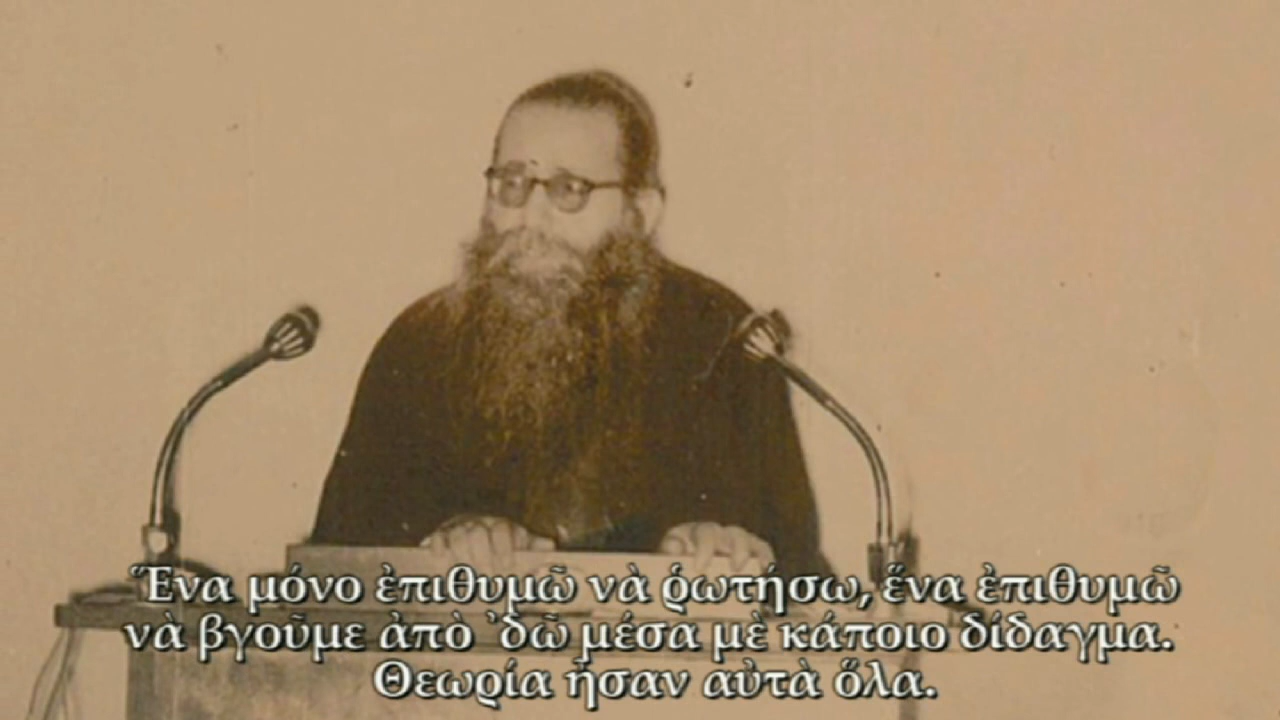 Ἕνα μόνο ἐπιθυμῶ νὰ ῥωτήσω, ἕνα ἐπιθυμῶ
νὰ βγοῦμε ἀπὸ ᾿δῶ μέσα μὲ κάποιο δίδαγμα.
Θεωρία ἦσαν αὐτὰ ὅλα.